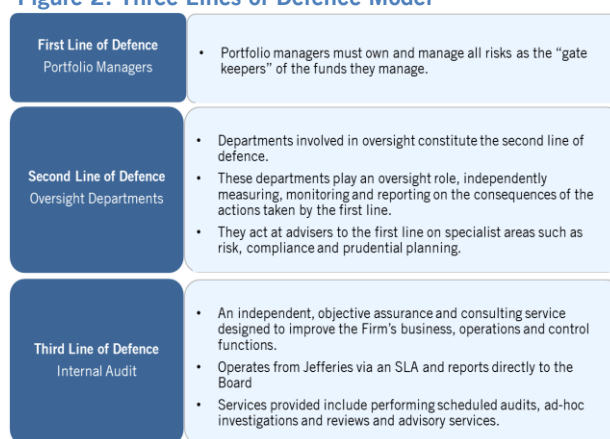 Figure 2: Three Lines of Defence Model
First Line of Defence
Portfolio Managers
• Portfolio managers must own and manage all risks as the “gate
keepers” of the funds they manage.
Second Line of Defence
Oversight Departments
• Departments involved in oversight constitute the second line of
defence.
• These departments play an oversight role, independently
measuring, monitoring and reporting on the consequences of the
actions taken by the first line.
• They act at advisers to the first line on specialist areas such as
risk, compliance and prudential planning.
Third Line of Defence
Internal Audit
• An independent, objective assurance and consulting service
designed to improve the Firm’s business, operations and control
functions.
• Operates from Jefferies via an SLA and reports directly to the
Board
• Services provided include performing scheduled audits, ad-hoc
investigations and reviews and advisory services.